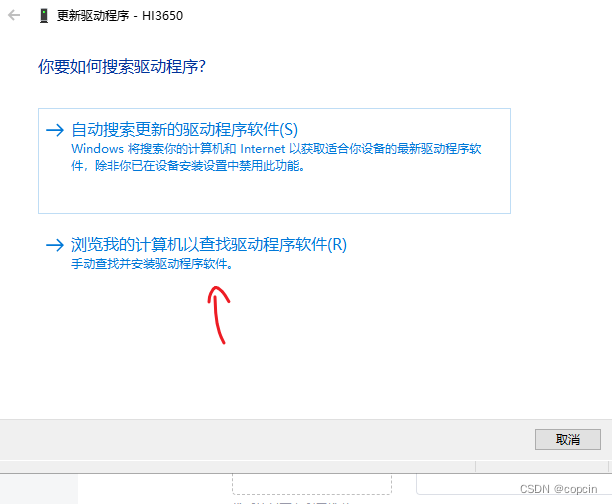 更新驱动程序 - HI3650
你要如何搜索驱动程序?
自动搜索更新的驱动程序软件(S)
Windows 将搜索你的计算机和 Internet 以获取适合你设备的最新驱动程序软
件，除非你已在设备安装设置中禁用此功能。
浏览我的计算机以查找驱动程序软件(R)
手动查找并安装驱动程序软件。
取消
CSDN @copcin